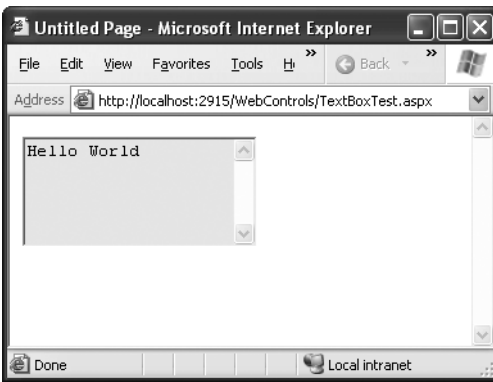 Untitled Page - Microsoft Internet Explorer
File Edit View Favorites Tools » Back »
Address http://localhost:2915/WebControls/TextBoxTest.aspx
Hello World
Done Local intranet